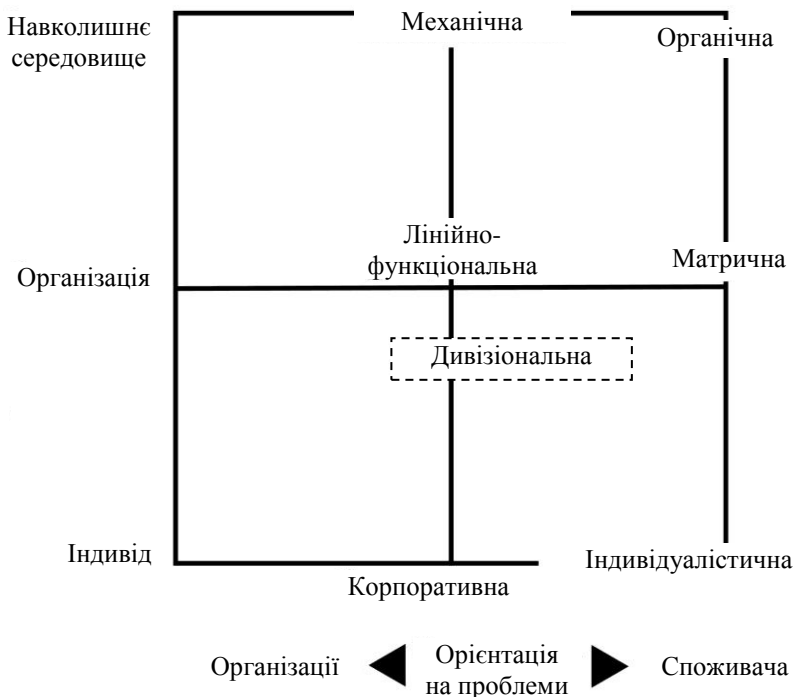 Навколишнє
середовище
Механічна
Органічна
Лінійно-
функціональна
Організація
Матрична
Дивізіональна
Індивід
Індивідуалістична
Корпоративна
Організації
Орієнтація
на проблеми
Споживача